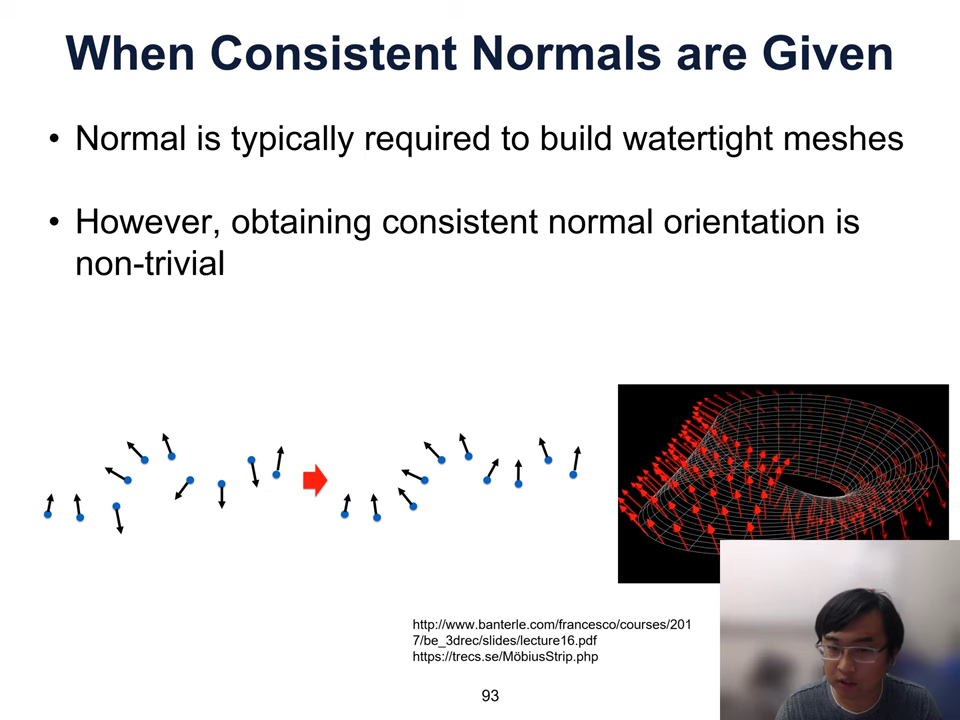 When Consistent Normals are Given
• Normal is typically required to build watertight meshes
• However, obtaining consistent normal orientation is
non-trivial
http://www.banterle.com/francesco/courses/201
7/be_3drec/slides/lecture16.pdf
https://trecs.se/MöbiusStrip.php
93